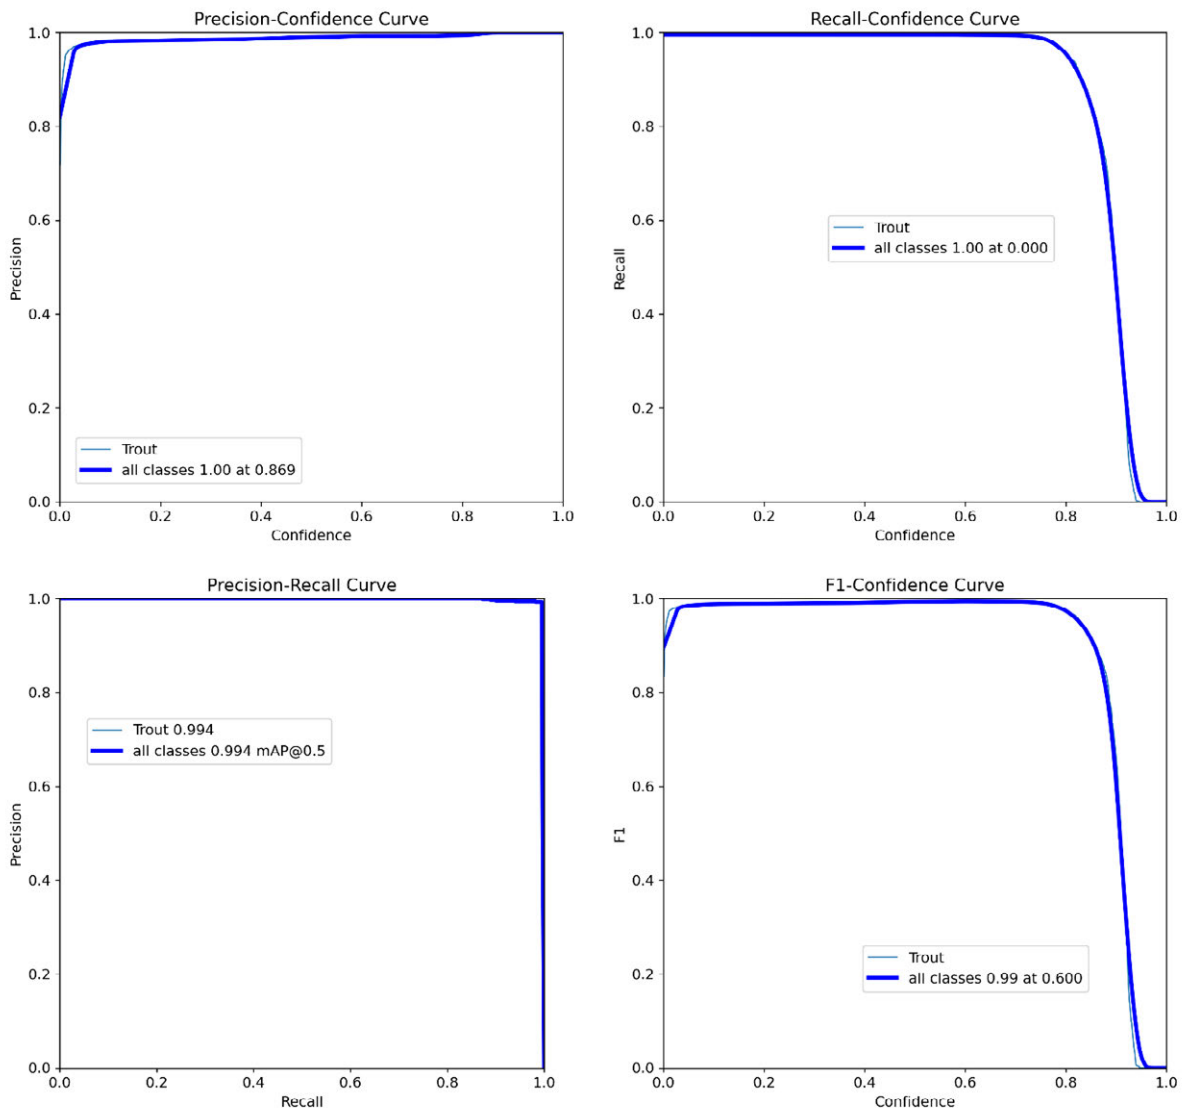 Precision-Confidence Curve
1.0
0.8
0.6
0.4
0.2
0.0
Precision
Trout
all classes 1.00 at 0.869
0.0 0.2 0.4 0.6 0.8 1.0
Confidence
Recall-Confidence Curve
1.0
0.8
0.6
0.4
0.2
0.0
Recall
Trout
all classes 1.00 at 0.000
0.0 0.2 0.4 0.6 0.8 1.0
Confidence
Precision-Recall Curve
1.0
0.8
0.6
0.4
0.2
0.0
Precision
Trout 0.994
all classes 0.994 mAP@0.5
0.0 0.2 0.4 0.6 0.8 1.0
Recall
F1-Confidence Curve
1.0
0.8
0.6
0.4
0.2
0.0
F1
Trout
all classes 0.99 at 0.600
0.0 0.2 0.4 0.6 0.8 1.0
Confidence